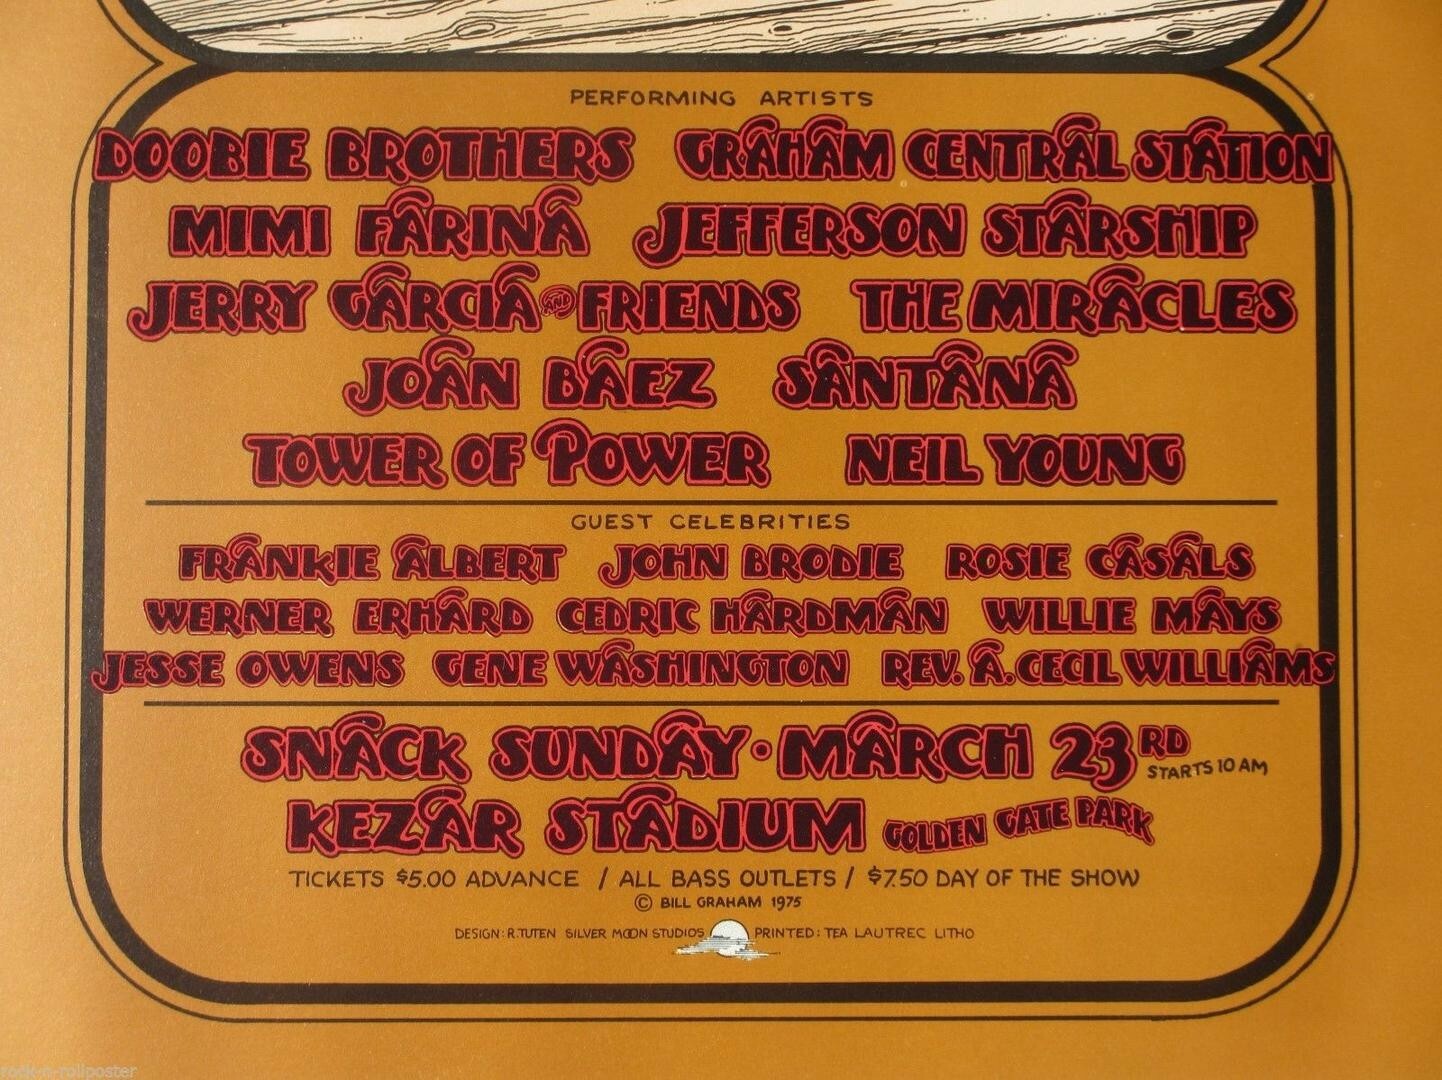 PERFORMING ARTISTS
DOOBIE BROTHERS GRAHAM CENTRAL STATION
MIMI FARINA JEFFERSON STARSHIP
JERRY GARCIA AND FRIENDS THE MIRACLES
JOAN BAEZ SANTANA
TOWER OF POWER NEIL YOUNG
GUEST CELEBRITIES
FRANKIE ALBERT JOHN BRODIE ROSIE CASALS
WERNER ERHARD CEDRIC HARDMAN WILLIE MAYS
JESSE OWENS GENE WASHINGTON REV. A. CECIL WILLIAMS
SNACK SUNDAY • MARCH 23RD STARTS 10 AM
KEZAR STADIUM GOLDEN GATE PARK
TICKETS $5.00 ADVANCE / ALL BASS OUTLETS / $7.50 DAY OF THE SHOW
© BILL GRAHAM 1975
DESIGN: R.TUTEN SILVER MOON STUDIOS PRINTED: TEA LAUTREC LITHO
rock-n-rollposter